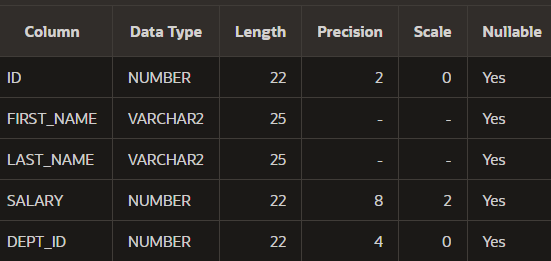 Column Data Type Length Precision Scale Nullable
ID NUMBER 22 2 0 Yes
FIRST_NAME VARCHAR2 25 - - Yes
LAST_NAME VARCHAR2 25 - - Yes
SALARY NUMBER 22 8 2 Yes
DEPT_ID NUMBER 22 4 0 Yes